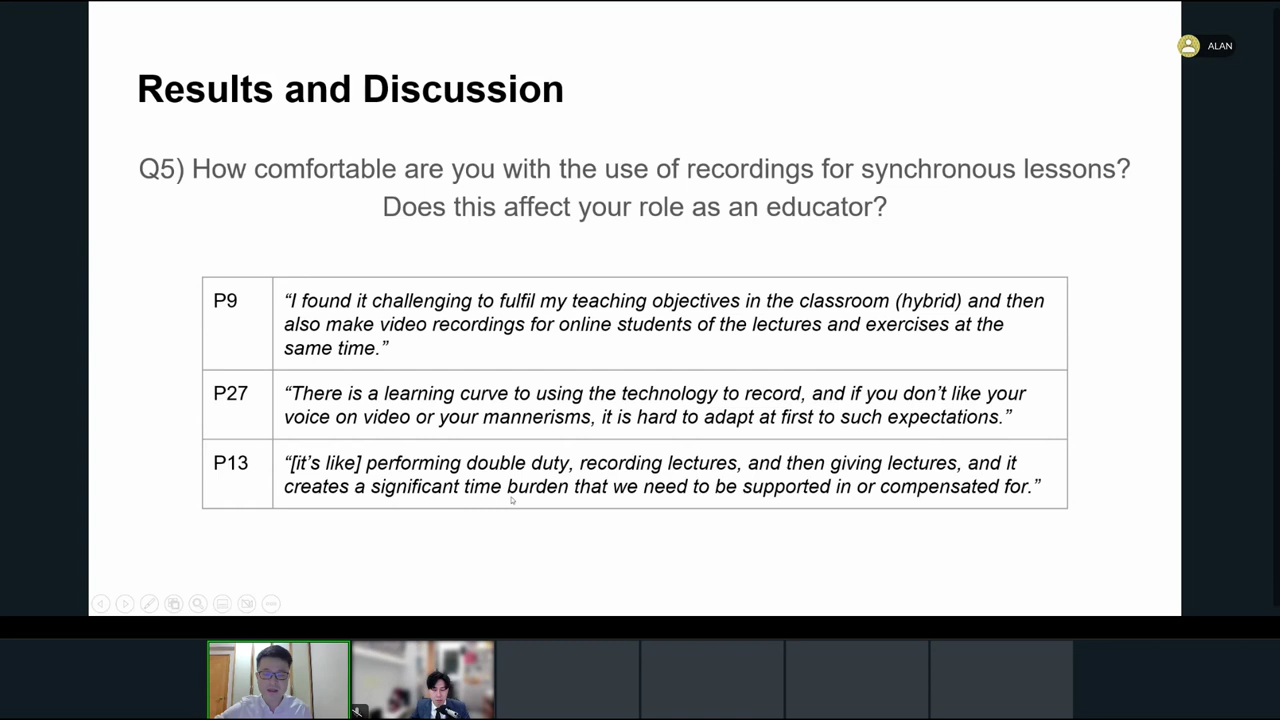 ALAN
Results and Discussion
Q5) How comfortable are you with the use of recordings for synchronous lessons?
Does this affect your role as an educator?
P9
“I found it challenging to fulfil my teaching objectives in the classroom (hybrid) and then
also make video recordings for online students of the lectures and exercises at the
same time.”
P27
“There is a learning curve to using the technology to record, and if you don’t like your
voice on video or your mannerisms, it is hard to adapt at first to such expectations.”
P13
“[it’s like] performing double duty, recording lectures, and then giving lectures, and it
creates a significant time burden that we need to be supported in or compensated for.”